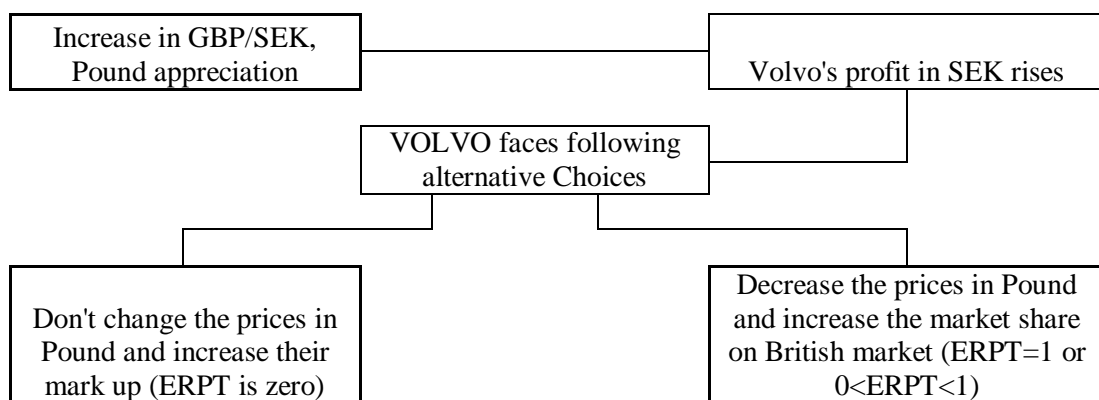 Increase in GBP/SEK,
Pound appreciation
Volvo's profit in SEK rises
VOLVO faces following
alternative Choices
Don't change the prices in
Pound and increase their
mark up (ERPT is zero)
Decrease the prices in Pound
and increase the market share
on British market (ERPT=1 or
0<ERPT<1)